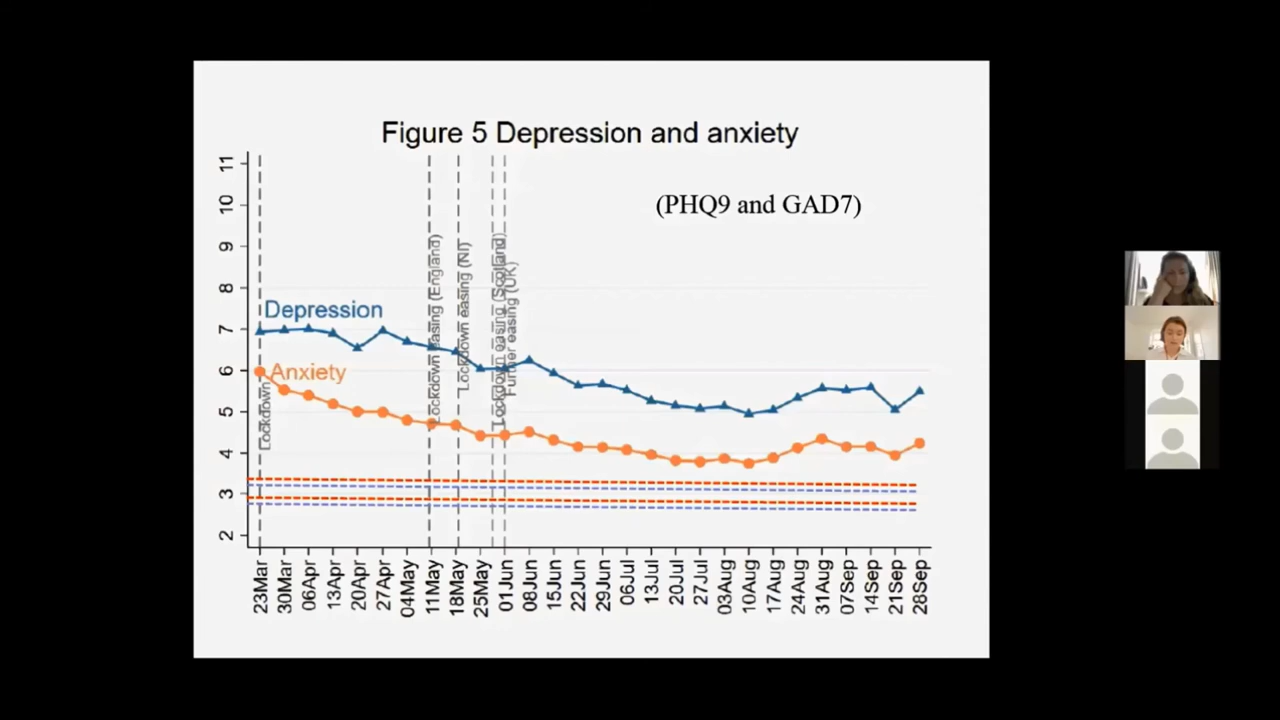 Figure 5 Depression and anxiety
(PHQ9 and GAD7)
11
10
9
8
7
6
5
4
3
2
Depression
Anxiety
Lockdown
Lockdown easing (England)
Lockdown easing (NI)
Lockdown easing (Scotland)
Further easing (UK)
23Mar
30Mar
06Apr
13Apr
20Apr
27Apr
04May
11May
18May
25May
01Jun
08Jun
15Jun
22Jun
29Jun
06Jul
13Jul
20Jul
27Jul
03Aug
10Aug
17Aug
24Aug
31Aug
07Sep
14Sep
21Sep
28Sep